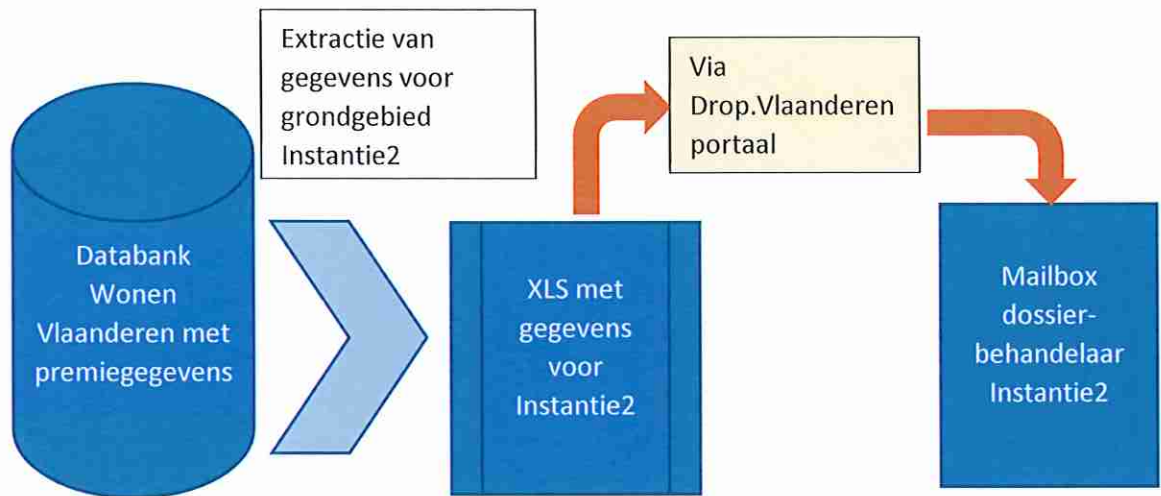 Extractie van
gegevens voor
grondgebied
Instantie2
Via
Drop.Vlaanderen
portaal
Databank
Wonen
Vlaanderen met
premiegegevens
XLS met
gegevens
voor
Instantie2
Mailbox
dossier-
behandelaar
Instantie2